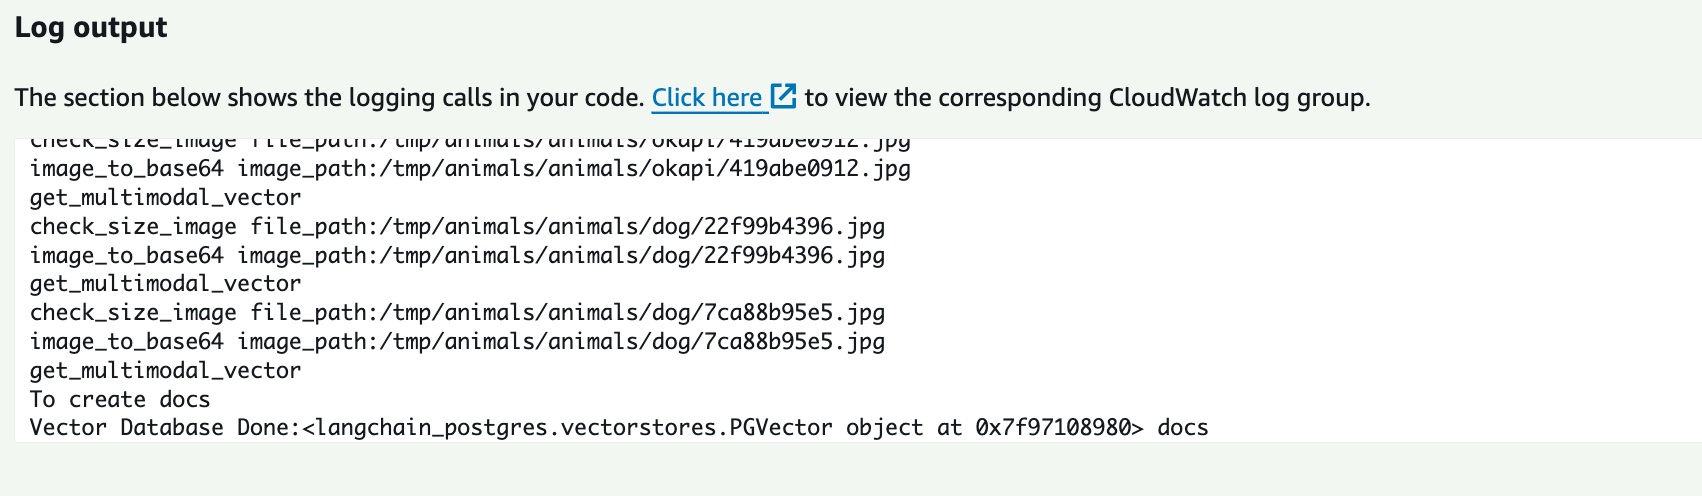 Log output
The section below shows the logging calls in your code. Click here to view the corresponding CloudWatch log group.
check_size_image file_path:/tmp/animals/animals/okapi/419abe0912.jpg
image_to_base64 image_path:/tmp/animals/animals/okapi/419abe0912.jpg
get_multimodal_vector
check_size_image file_path:/tmp/animals/animals/dog/22f99b4396.jpg
image_to_base64 image_path:/tmp/animals/animals/dog/22f99b4396.jpg
get_multimodal_vector
check_size_image file_path:/tmp/animals/animals/dog/7ca88b95e5.jpg
image_to_base64 image_path:/tmp/animals/animals/dog/7ca88b95e5.jpg
get_multimodal_vector
To create docs
Vector Database Done:<langchain_postgres.vectorstores.PGVector object at 0x7f97108980> docs